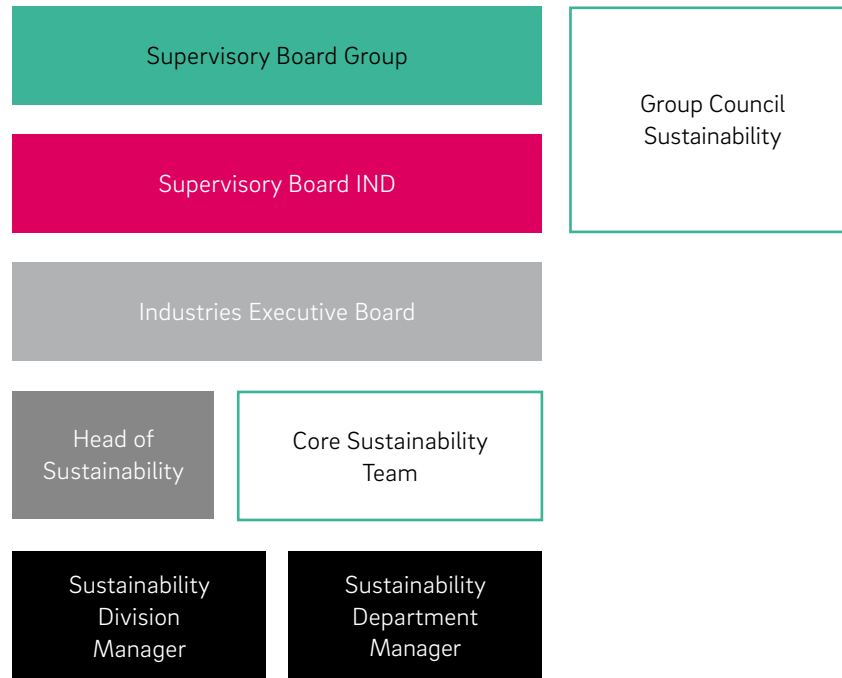 Supervisory Board Group
Group Council
Sustainability
Supervisory Board IND
Industries Executive Board
Head of
Sustainability
Core Sustainability
Team
Sustainability
Division
Manager
Sustainability
Department
Manager